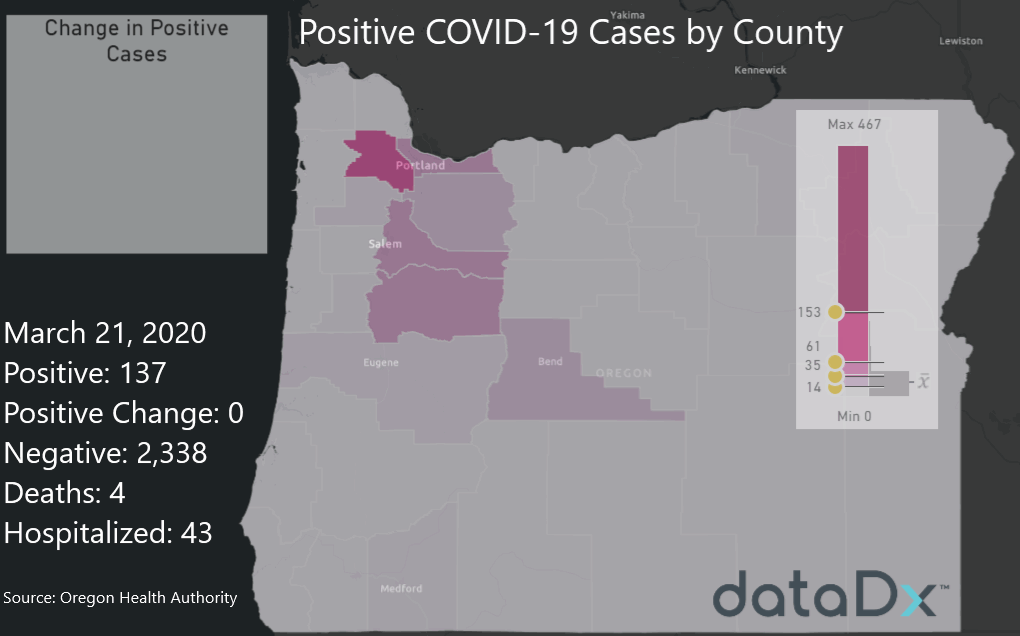 Change in Positive
Cases
Positive COVID-19 Cases by County
Yakima
Lewiston
Kennewick
Max 467
Portland
Salem
153
March 21, 2020
61
Eugene
Bend
35
OREGON
x̄
Positive: 137
14
Min 0
Positive Change: 0
Negative: 2,338
Deaths: 4
Hospitalized: 43
Medford
Source: Oregon Health Authority
dataDx™